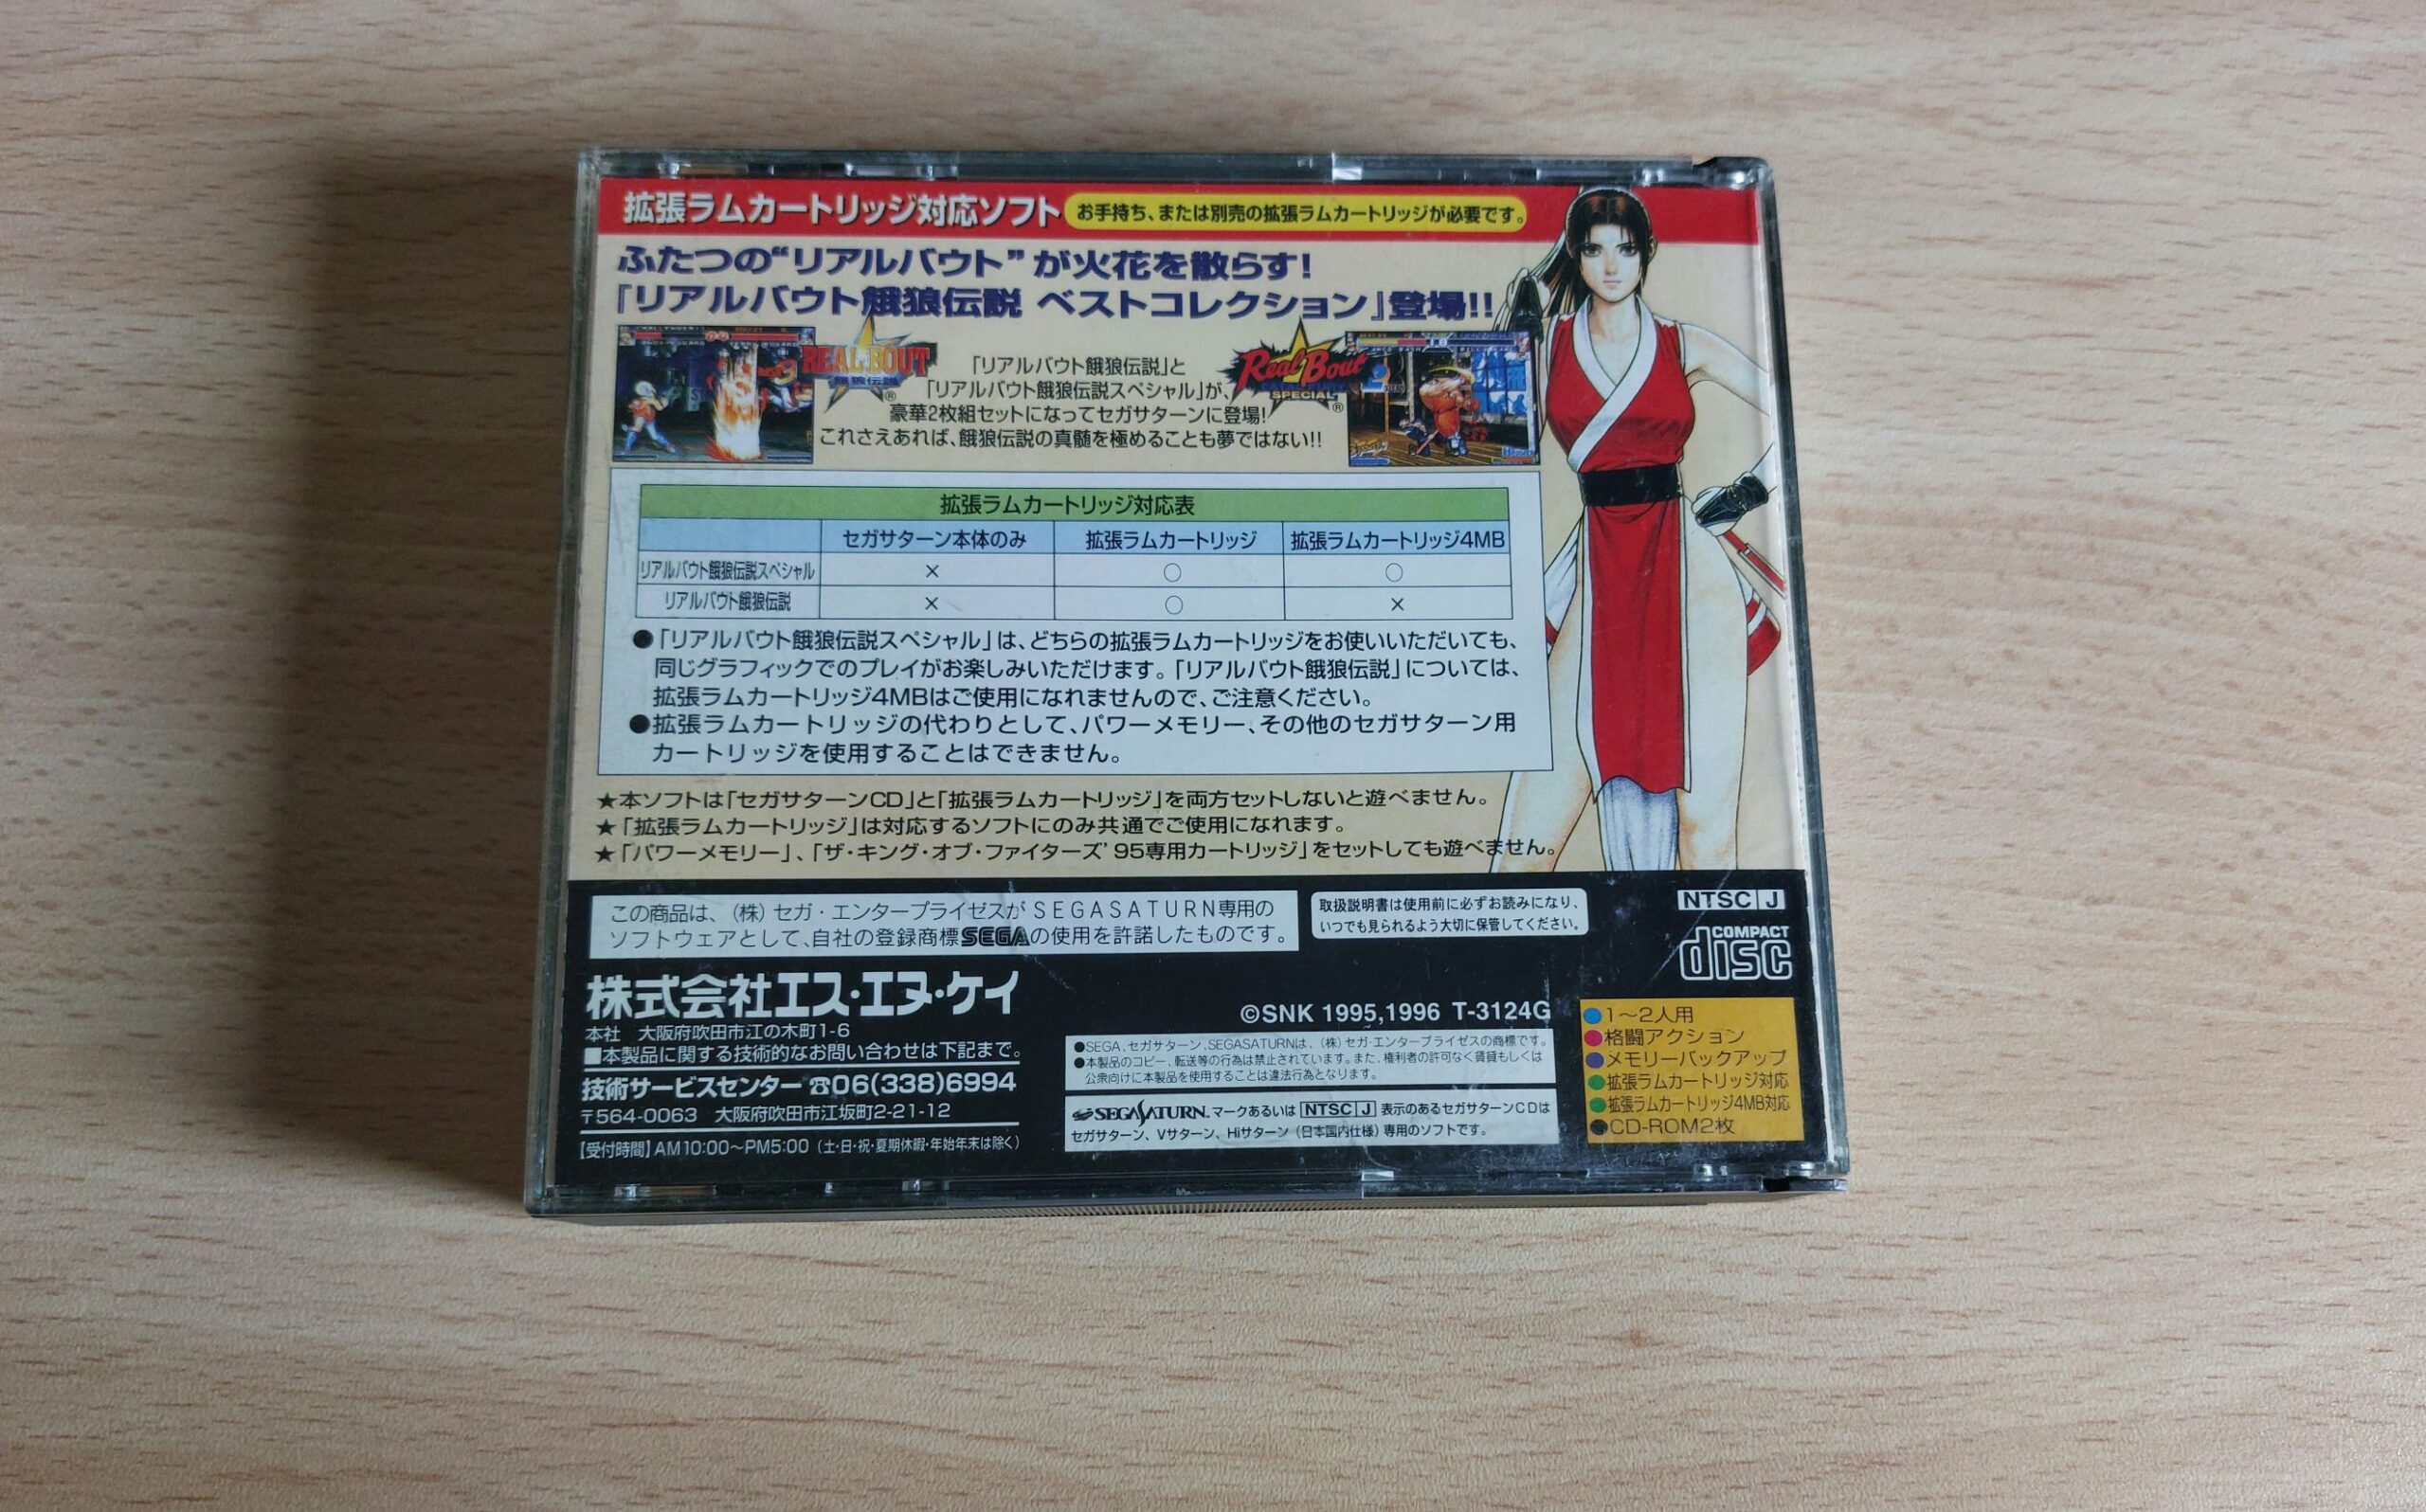 拡張ラムカートリッジ対応ソフト お手持ち、または別売の拡張ラムカートリッジが必要です。
ふたつの“リアルバウト”が火花を散らす!
『リアルバウト餓狼伝説 ベストコレクション』登場!!
REAL BOUT
餓狼伝説
®
Real Bout
SPECIAL
®
「リアルバウト餓狼伝説」と
「リアルバウト餓狼伝説スペシャル」が、
豪華2枚組セットになってセガサターンに登場!
これさえあれば、餓狼伝説の真髄を極めることも夢ではない!!
拡張ラムカートリッジ対応表
セガサターン本体のみ 拡張ラムカートリッジ 拡張ラムカートリッジ4MB
リアルバウト餓狼伝説スペシャル × ○ ○
リアルバウト餓狼伝説 × ○ ×
●「リアルバウト餓狼伝説スペシャル」は、どちらの拡張ラムカートリッジをお使いいただいても、
同じグラフィックでのプレイがお楽しみいただけます。「リアルバウト餓狼伝説」については、
拡張ラムカートリッジ4MBはご使用になれませんので、ご注意ください。
●拡張ラムカートリッジの代わりとして、パワーメモリー、その他のセガサターン用
カートリッジを使用することはできません。
★本ソフトは「セガサターンCD」と「拡張ラムカートリッジ」を両方セットしないと遊べません。
★「拡張ラムカートリッジ」は対応するソフトにのみ共通でご使用になれます。
★「パワーメモリー」、「ザ・キング・オブ・ファイターズ'95専用カートリッジ」をセットしても遊べません。
この商品は、(株)セガ・エンタープライゼスがSEGASATURN専用の
ソフトウェアとして、自社の登録商標SEGAの使用を許諾したものです。
取扱説明書は使用前に必ずお読みになり、
いつでも見られるよう大切に保管してください。
NTSC J
COMPACT
disc
株式会社エス・エヌ・ケイ
本社 大阪府吹田市江の木町1-6
■本製品に関する技術的なお問い合わせは下記まで。
技術サービスセンター ☎06(338)6994
〒564-0063 大阪府吹田市江坂町2-21-12
【受付時間】AM10:00~PM5:00(土・日・祝・夏期休暇・年始年末は除く)
©SNK 1995,1996 T-3124G
●SEGA、セガサターン、SEGASATURNは、(株)セガ・エンタープライゼスの商標です。
●本製品のコピー、転送等の行為は禁止されています。また、権利者の許可なく賃貸もしくは
公衆向けに本製品を使用することは違法行為となります。
SEGASATURN.マークあるいは NTSC J 表示のあるセガサターンCDは
セガサターン、Vサターン、Hiサターン(日本国内仕様)専用のソフトです。
●1~2人用
●格闘アクション
●メモリーバックアップ
●拡張ラムカートリッジ対応
●拡張ラムカートリッジ4MB対応
●CD-ROM2枚